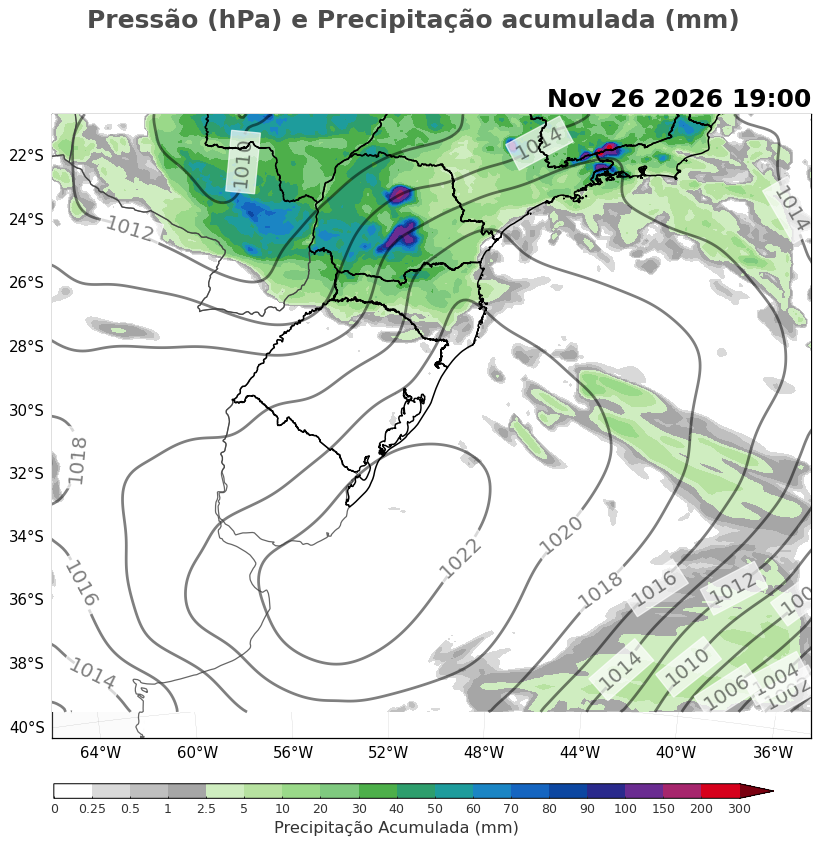 Pressão (hPa) e Precipitação acumulada (mm)
Nov 26 2026 19:00
22°S
24°S
26°S
28°S
30°S
32°S
34°S
36°S
38°S
40°S
1010
1014
1014
1012
1018
1022
1020
1018
1016
1012
1016
1014
1014
1010
1006
1004
1002
64°W 60°W 56°W 52°W 48°W 44°W 40°W 36°W
0 0.25 0.5 1 2.5 5 10 20 30 40 50 60 70 80 90 100 150 200 300
Precipitação Acumulada (mm)